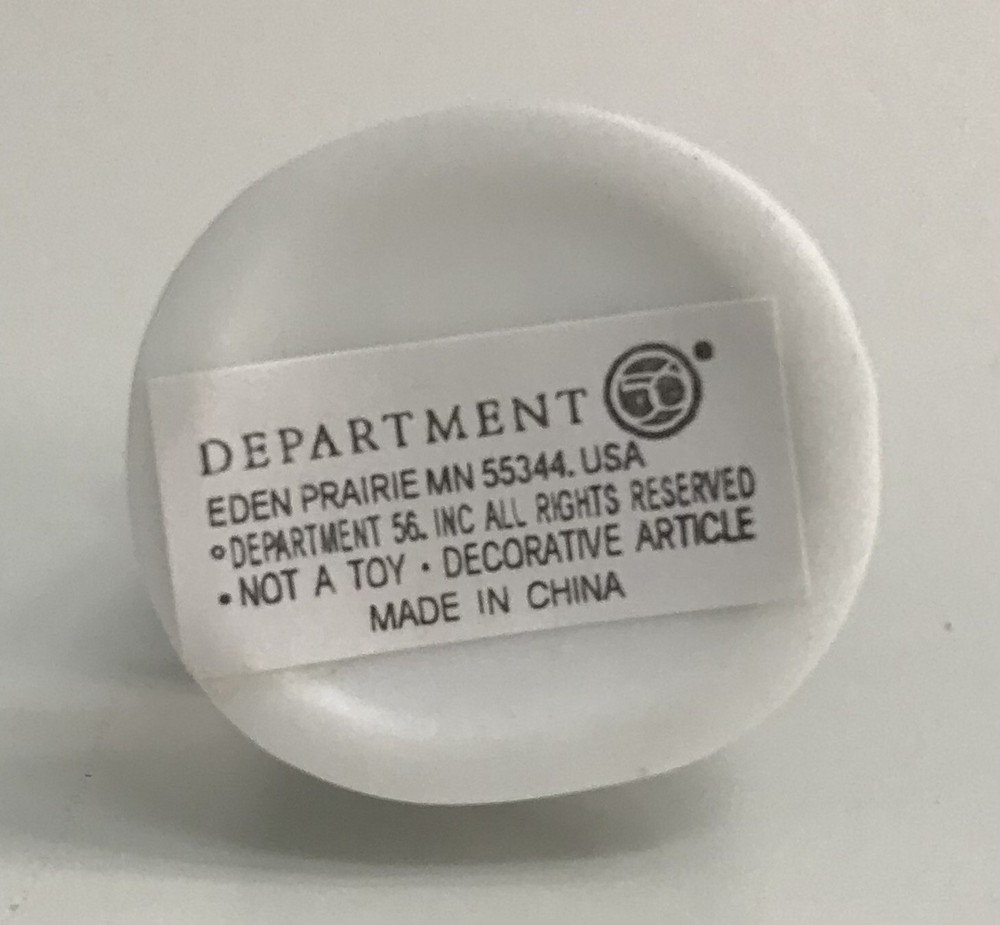 DEPARTMENT 56
EDEN PRAIRIE MN 55344. USA
©DEPARTMENT 56. INC ALL RIGHTS RESERVED
•NOT A TOY • DECORATIVE ARTICLE
MADE IN CHINA